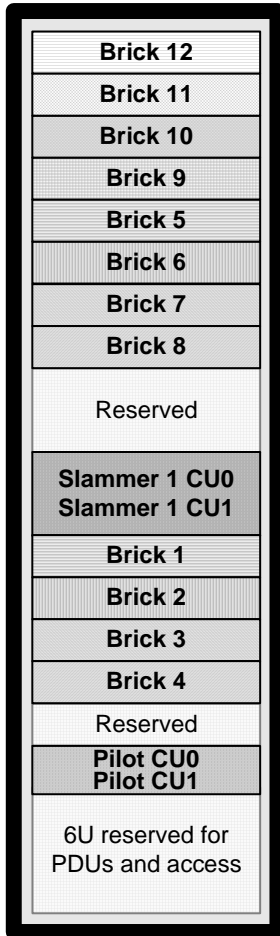 Brick 12
Brick 11
Brick 10
Brick 9
Brick 5
Brick 6
Brick 7
Brick 8
Reserved
Slammer 1 CU0
Slammer 1 CU1
Brick 1
Brick 2
Brick 3
Brick 4
Reserved
Pilot CU0
Pilot CU1
6U reserved for
PDUs and access